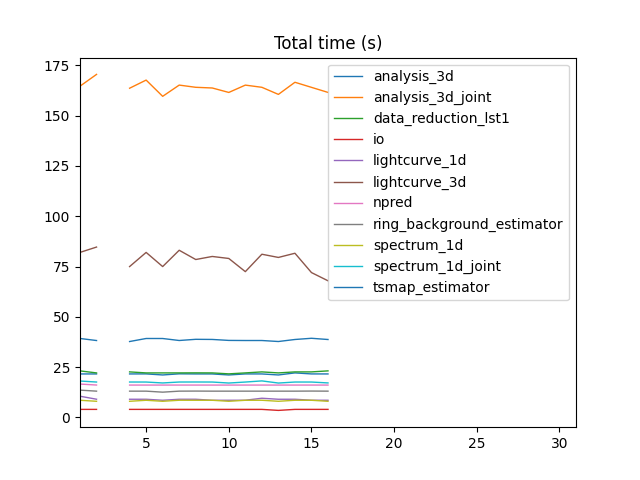 Total time (s)
175
150
125
100
75
50
25
0
5
10
15
20
25
30
analysis_3d
analysis_3d_joint
data_reduction_lst1
io
lightcurve_1d
lightcurve_3d
npred
ring_background_estimator
spectrum_1d
spectrum_1d_joint
tsmap_estimator